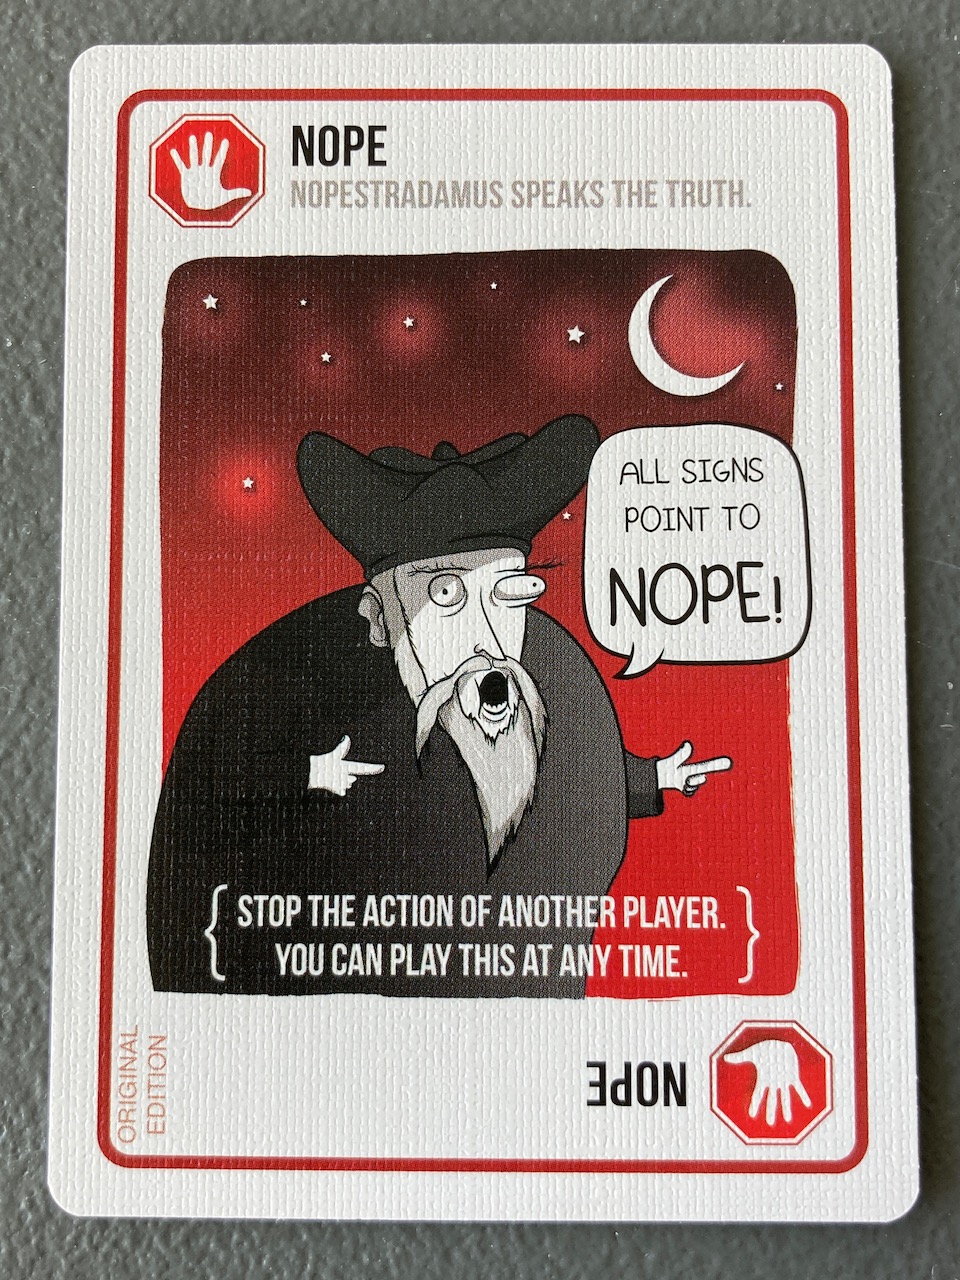 NOPE
NOPESTRADAMUS SPEAKS THE TRUTH.
ALL SIGNS
POINT TO
NOPE!
{ STOP THE ACTION OF ANOTHER PLAYER.
YOU CAN PLAY THIS AT ANY TIME. }
ORIGINAL
EDITION
NOPE